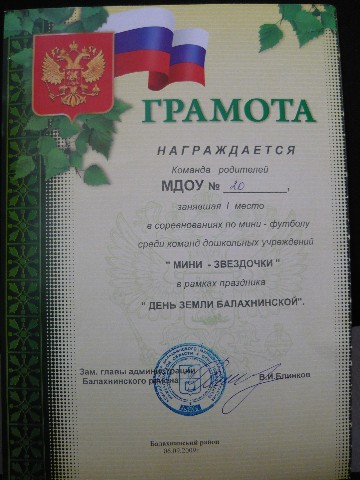 ГРАМОТА
НАГРАЖДАЕТСЯ
Команда родителей
МДОУ № 20,
занявшая I место
в соревнованиях по мини - футболу
среди команд дошкольных учреждений
" МИНИ - ЗВЕЗДОЧКИ "
в рамках праздника
" ДЕНЬ ЗЕМЛИ БАЛАХНИНСКОЙ".
Зам. главы администрации
Балахнинского района В.И.Блинков
Балахнинский район